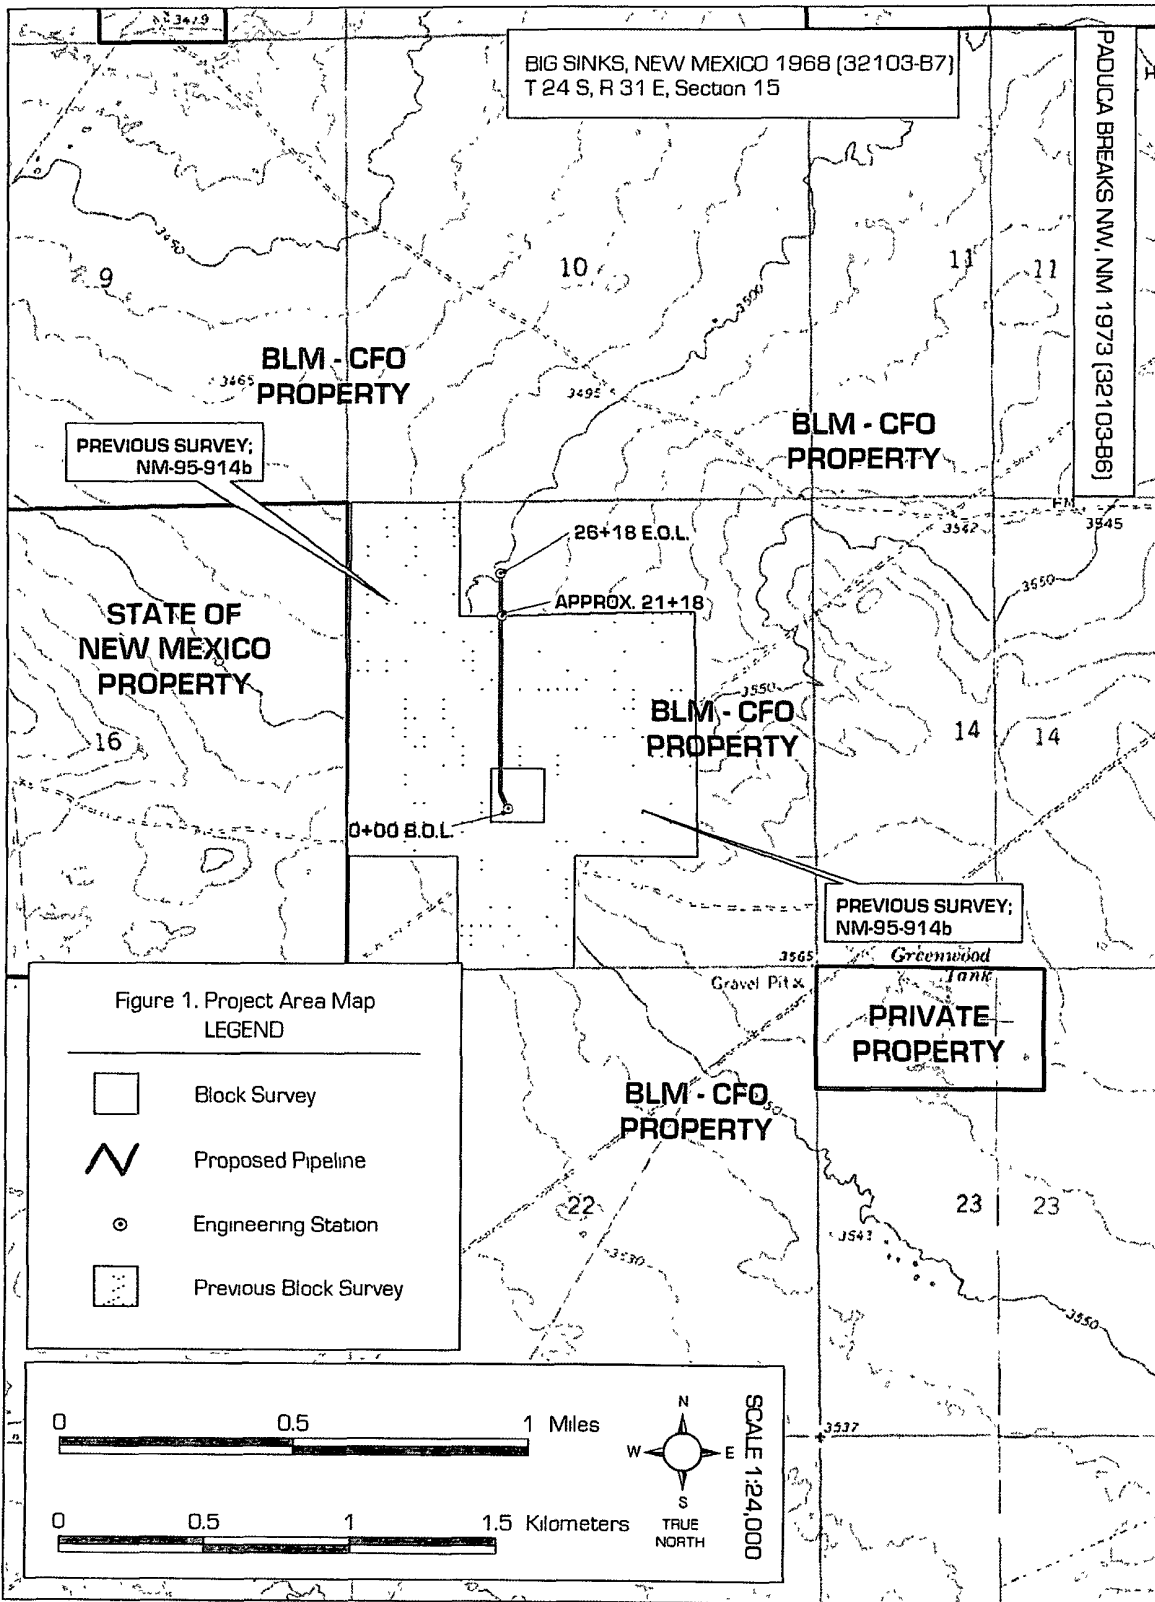 3419
BIG SINKS, NEW MEXICO 1968 (32103-B7)
T 24 S, R 31 E, Section 15
PADUCA BREAKS NW, NM 1973 (32103-B6)
3450
9
10
11
11
3500
3465
3495
BLM - CFO
PROPERTY
BLM - CFO
PROPERTY
PREVIOUS SURVEY;
NM-95-914b
3542
3545
26+18 E.O.L.
3550
APPROX. 21+18
STATE OF
NEW MEXICO
PROPERTY
3550
BLM - CFO
PROPERTY
16
14
14
0+00 B.O.L.
PREVIOUS SURVEY;
NM-95-914b
3565
Greenwood
Tank
Gravel Pit
PRIVATE
PROPERTY
Figure 1. Project Area Map
LEGEND
Block Survey
Proposed Pipeline
Engineering Station
Previous Block Survey
BLM - CFO
PROPERTY
22
23
23
3543
3530
3550
0 0.5 1 Miles
0 0.5 1 1.5 Kilometers
N
W E
S
TRUE
NORTH
SCALE 1:24,000
3537